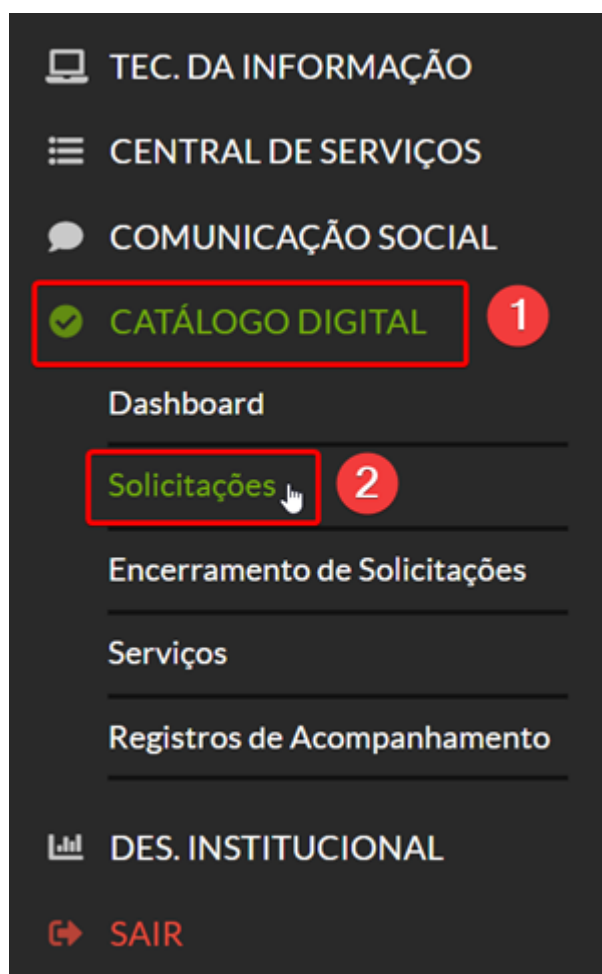 TEC. DA INFORMAÇÃO
CENTRAL DE SERVIÇOS
COMUNICAÇÃO SOCIAL
CATÁLOGO DIGITAL 1
Dashboard
Solicitações 2
Encerramento de Solicitações
Serviços
Registros de Acompanhamento
DES. INSTITUCIONAL
SAIR